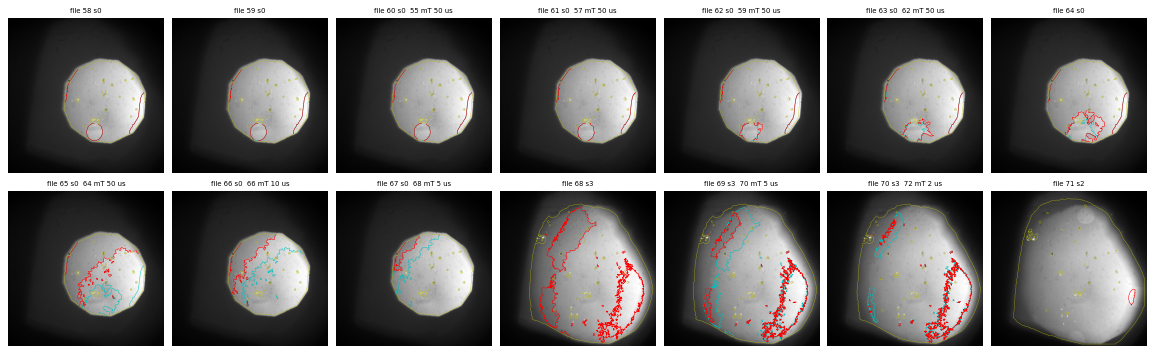 file 58 s0
file 59 s0
file 60 s0  55 mT 50 us
file 61 s0  57 mT 50 us
file 62 s0  59 mT 50 us
file 63 s0  62 mT 50 us
file 64 s0
file 65 s0  64 mT 50 us
file 66 s0  66 mT 10 us
file 67 s0  68 mT 5 us
file 68 s3
file 69 s3  70 mT 5 us
file 70 s3  72 mT 2 us
file 71 s2